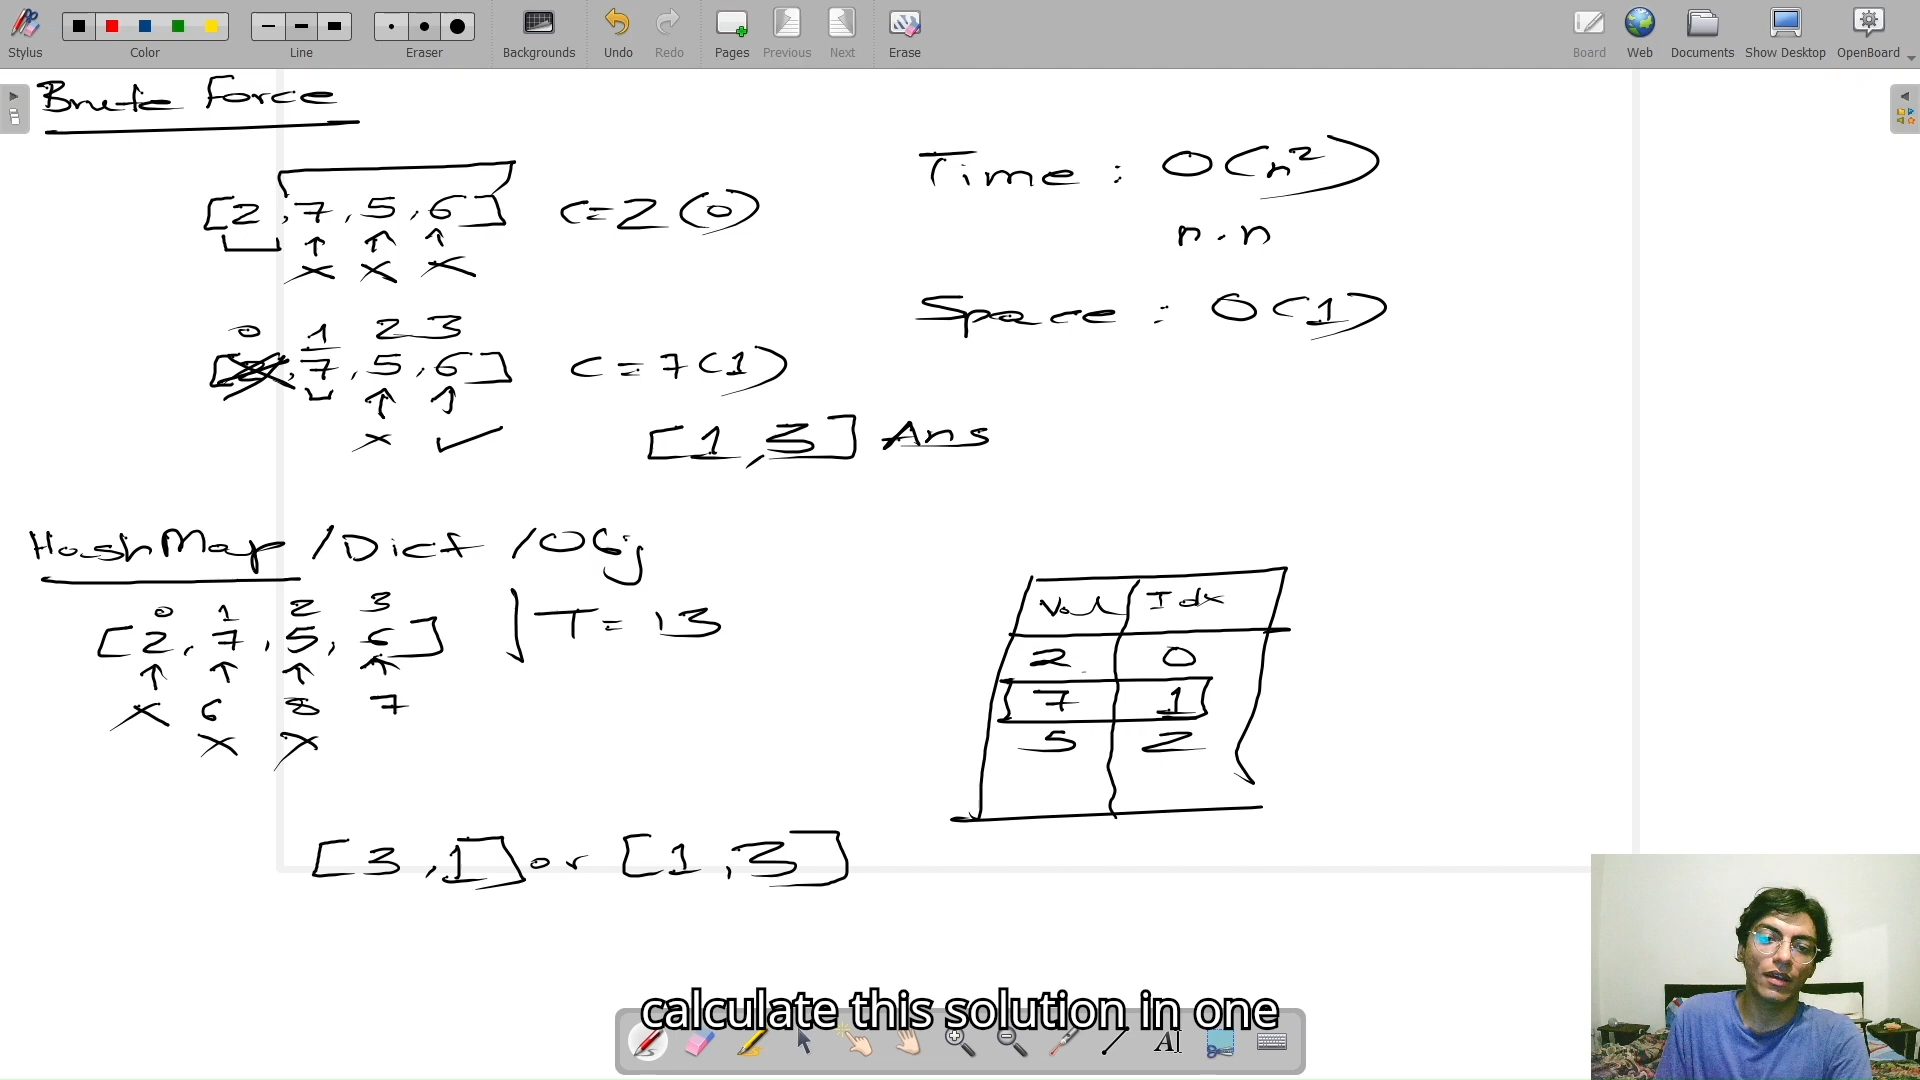 Stylus Color Line Eraser Backgrounds Undo Redo Pages Previous Next Erase Board Web Documents Show Desktop OpenBoard
Brute Force
[2,7,5,6] c=2(0)
x x x
0 1 2 3
,7,5,6] c=7(1)
x ✓
[1,3] Ans
Time : O(n²)
n.n
Space : O(1)
HashMap /Dict /Obj
0 1 2 3
[2,7,5,6] T=13
x 6 8 7
x x
[3,1] or [1,3]
Val Idx
2 0
7 1
5 2
calculate this solution in one